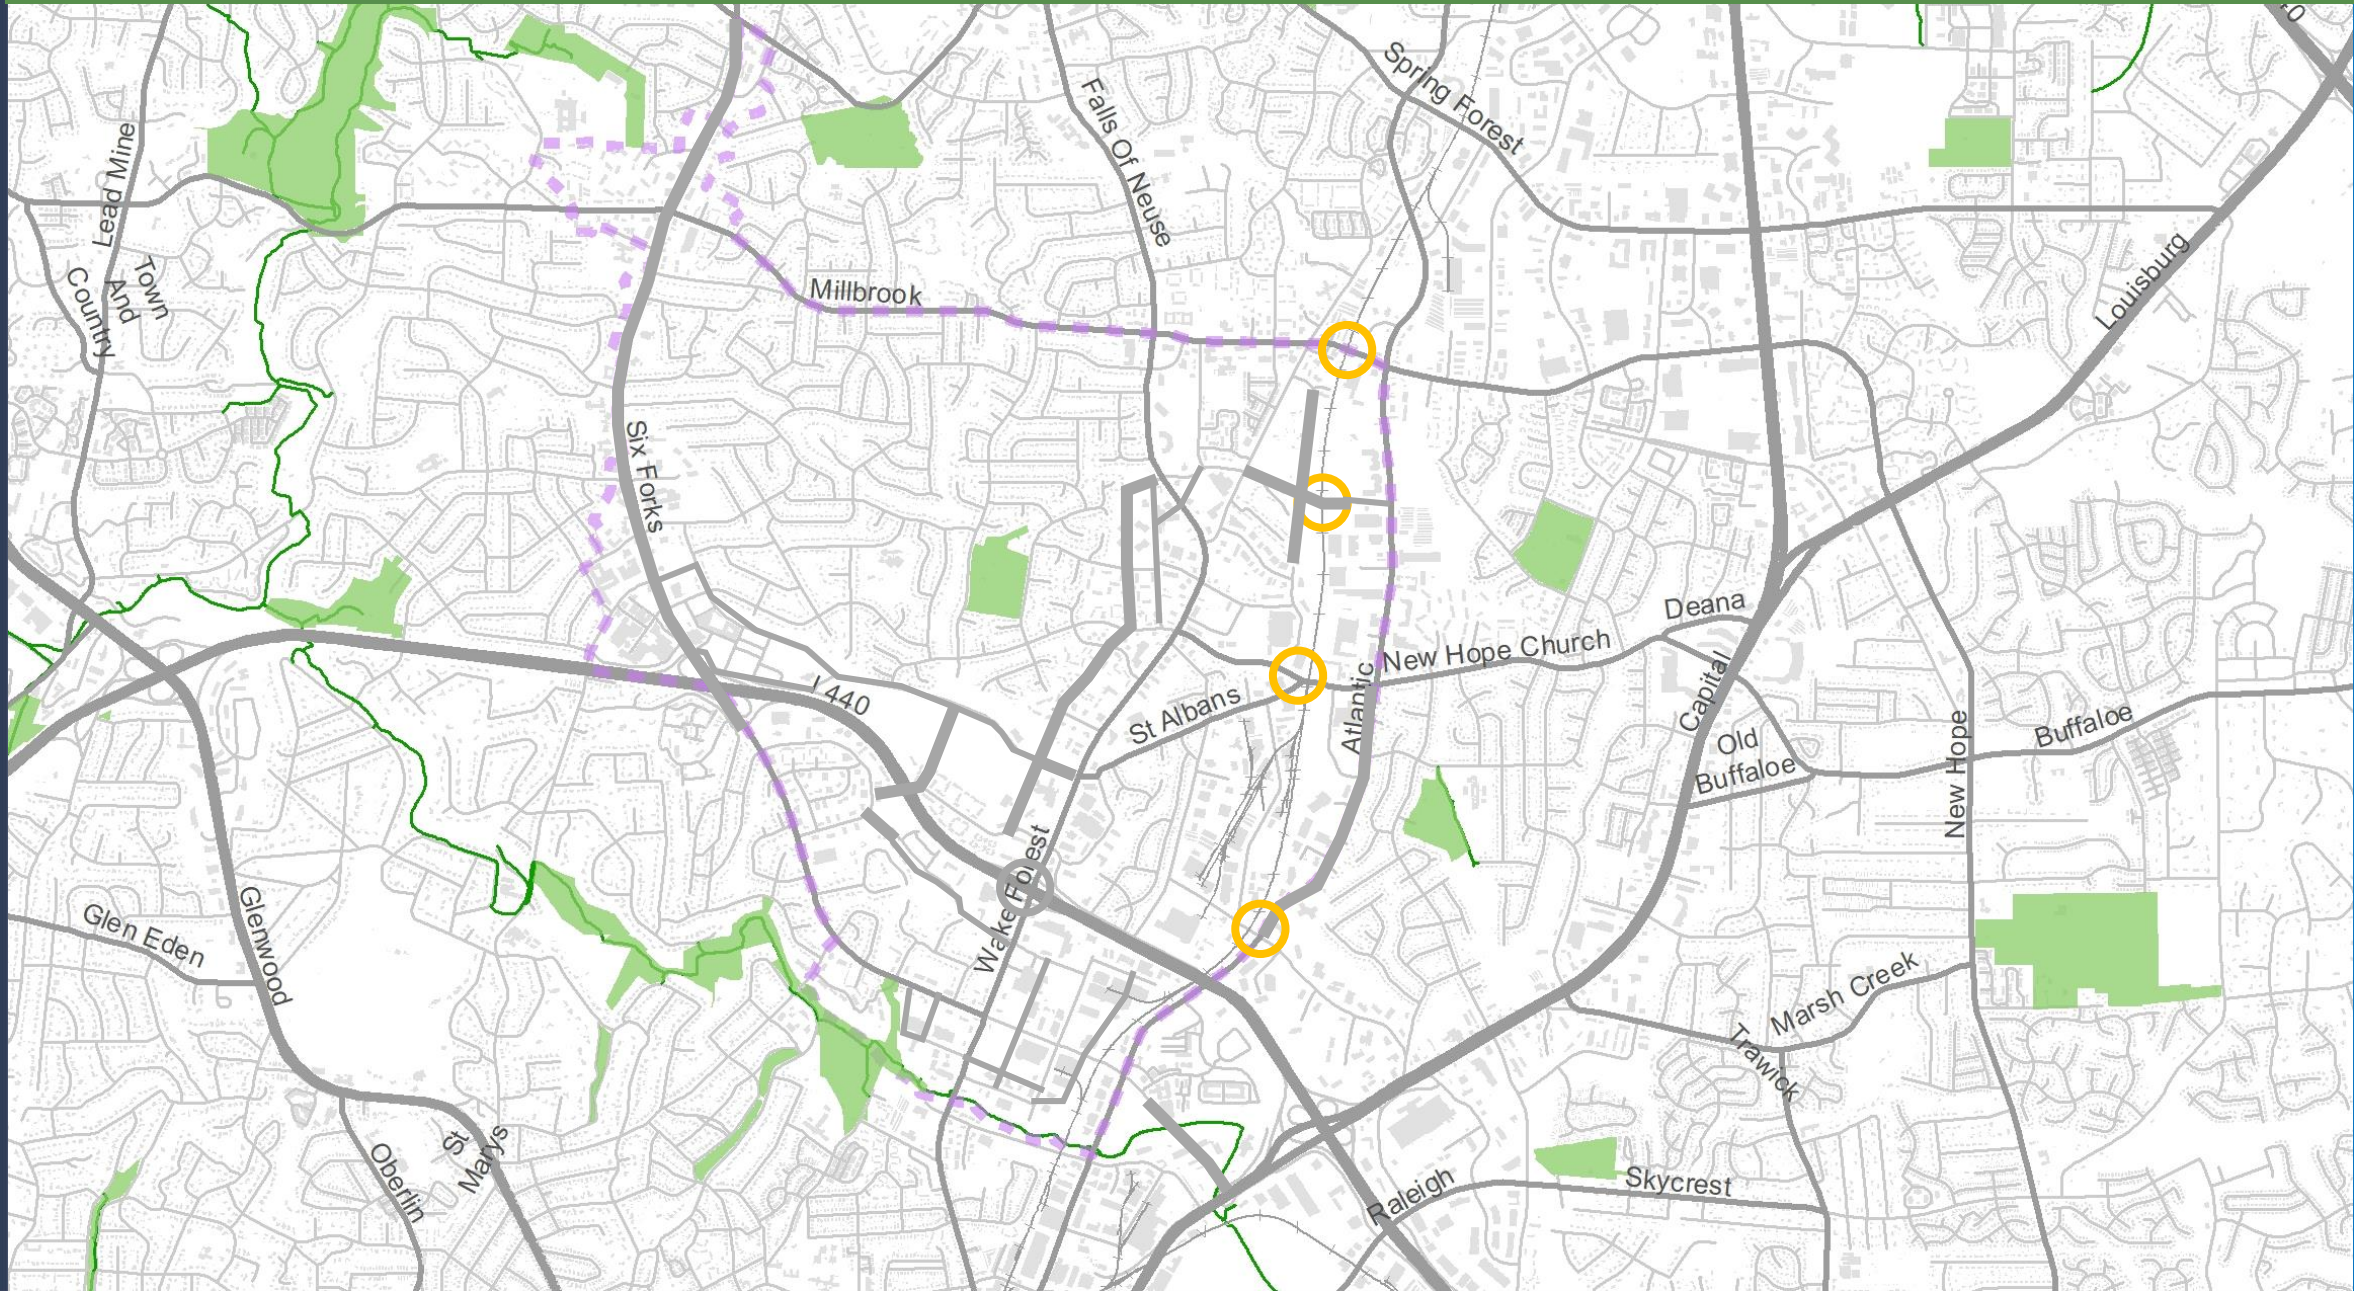 40
Spring Forest
Falls Of Neuse
Lead Mine
Town
And
Country
Louisburg
Millbrook
Six Forks
Deana
New Hope Church
Capital
I 440
St Albans
Atlantic
Old
Buffaloe
Buffaloe
New Hope
Wake Forest
Glen Eden
Glenwood
Marsh Creek
Trawick
St
Marys
Oberlin
Raleigh
Skycrest